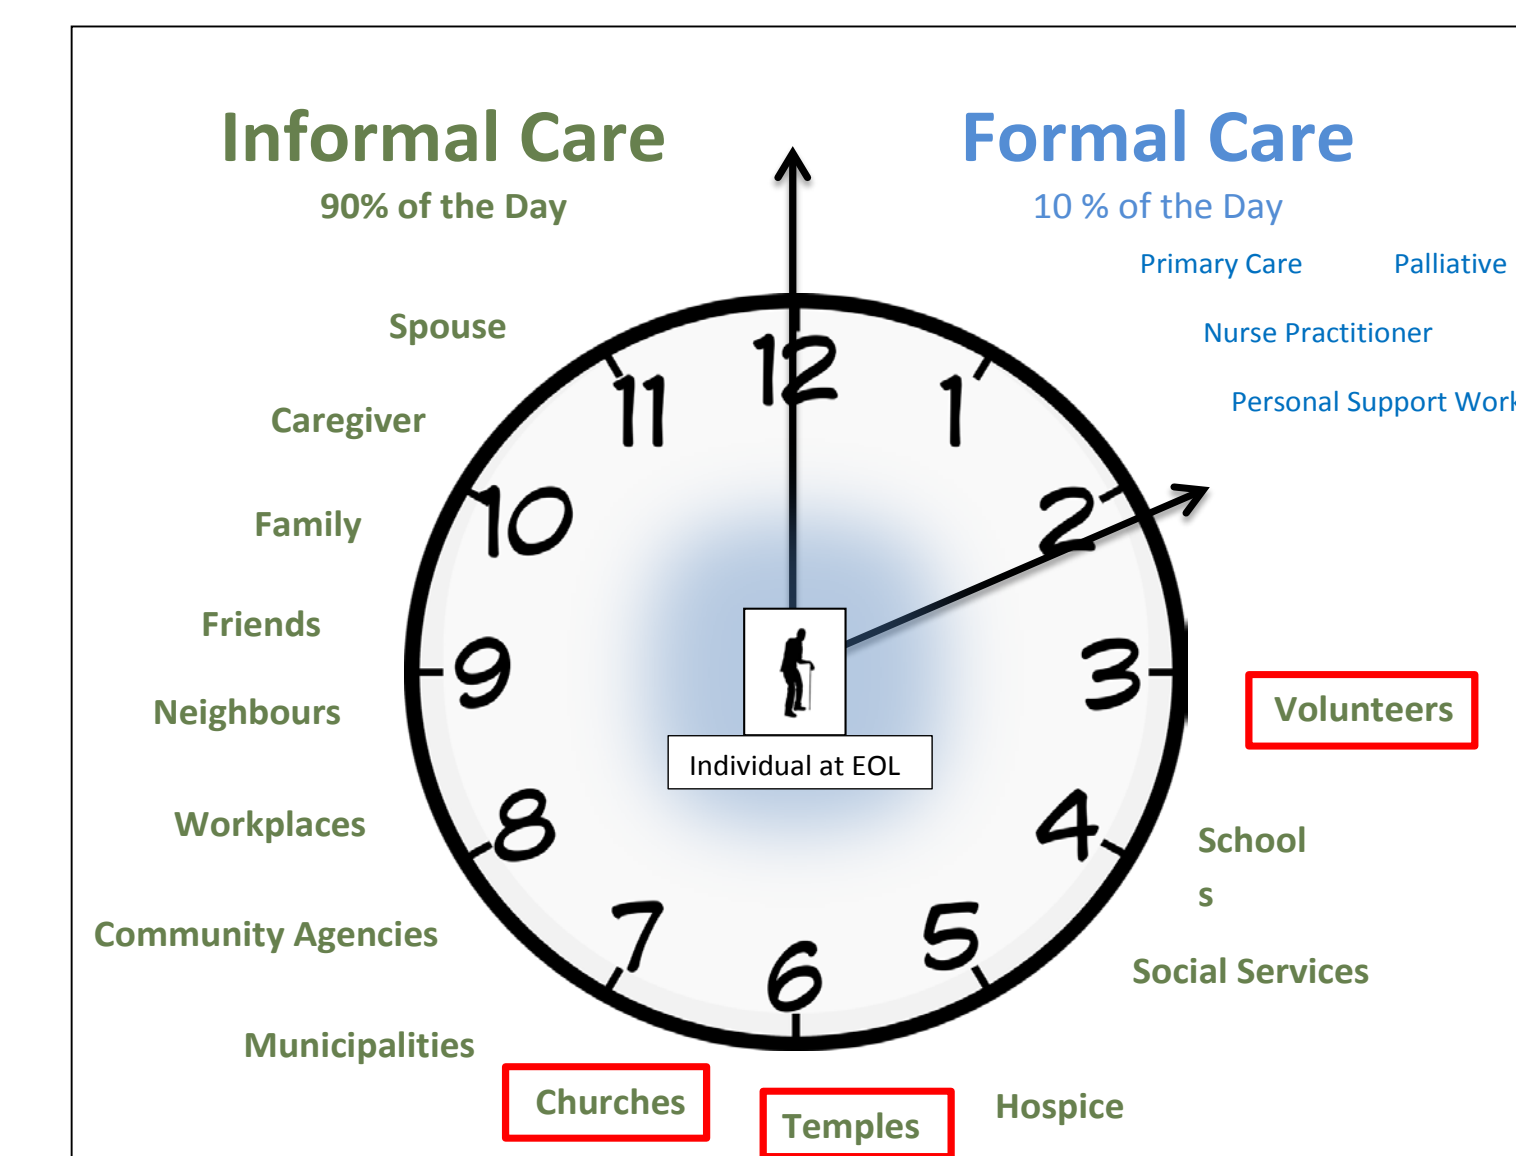 Informal Care
90% of the Day
Formal Care
10 % of the Day
Primary Care
Palliative
Nurse Practitioner
Personal Support Work
Spouse
Caregiver
Family
Friends
Neighbours
Workplaces
Community Agencies
Municipalities
Churches
Temples
Hospice
Social Services
School
s
Volunteers
12
1
2
3
4
5
6
7
8
9
10
11
Individual at EOL